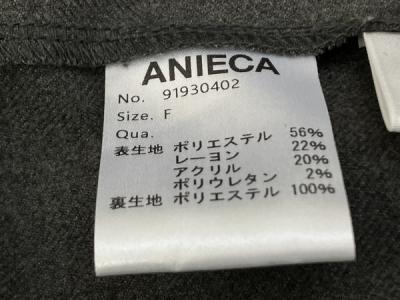 ANIECA
No. 91930402
Size. F
Qua.
表生地 ポリエステル 56%
レーヨン 22%
アクリル 20%
ポリウレタン 2%
裏生地 ポリエステル 100%